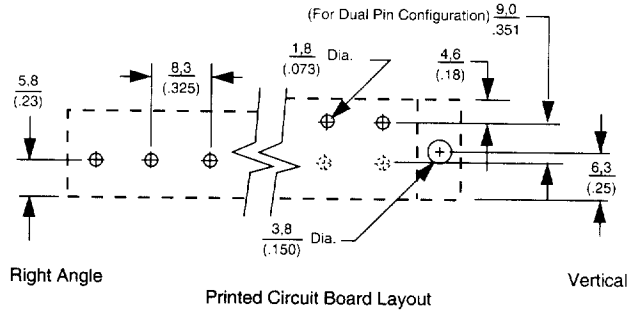 (For Dual Pin Configuration) 9,0
.351
1,8 Dia.
(.073)
4,6
(.18)
8,3
(.325)
5,8
(.23)
6,3
(.25)
3,8 Dia.
(.150)
Right Angle
Vertical
Printed Circuit Board Layout